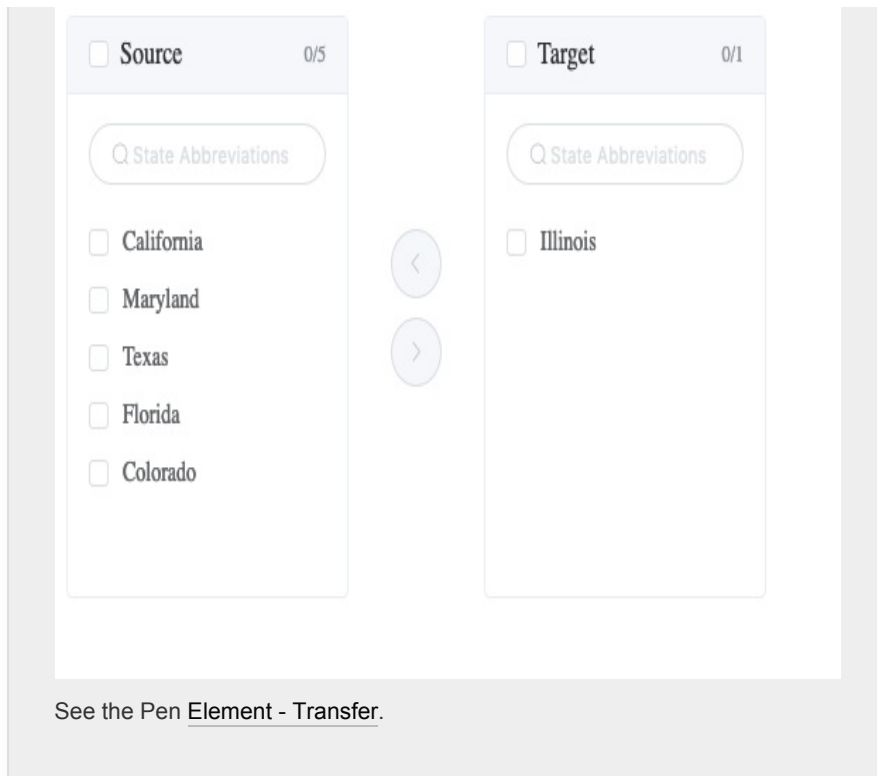 Source 0/5
State Abbreviations
California
Maryland
Texas
Florida
Colorado
Target 0/1
State Abbreviations
Illinois
See the Pen Element - Transfer.